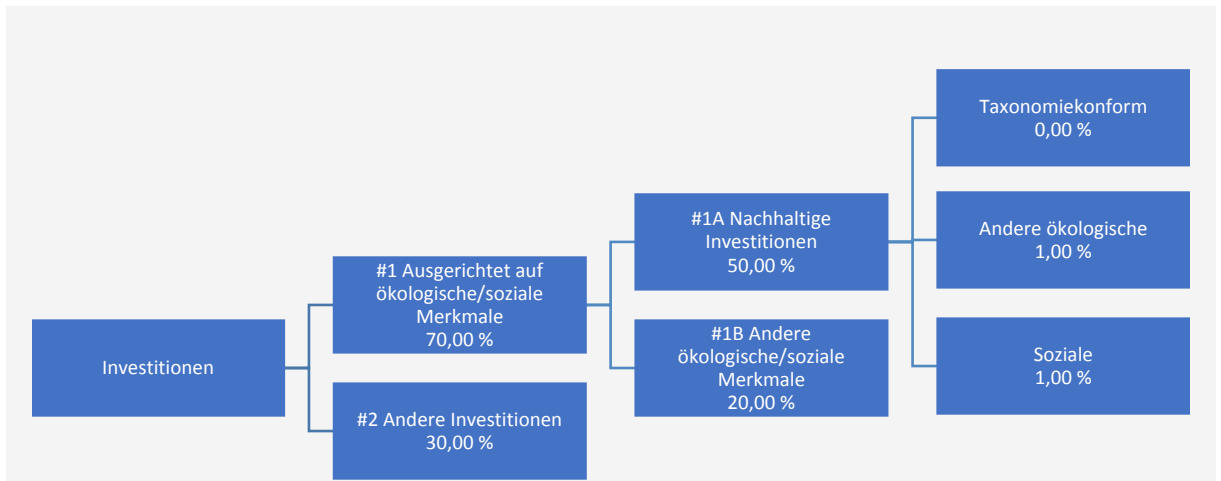 Investitionen
#1 Ausgerichtet auf
ökologische/soziale
Merkmale
70,00 %
#2 Andere Investitionen
30,00 %
#1A Nachhaltige
Investitionen
50,00 %
#1B Andere
ökologische/soziale
Merkmale
20,00 %
Taxonomiekonform
0,00 %
Andere ökologische
1,00 %
Soziale
1,00 %